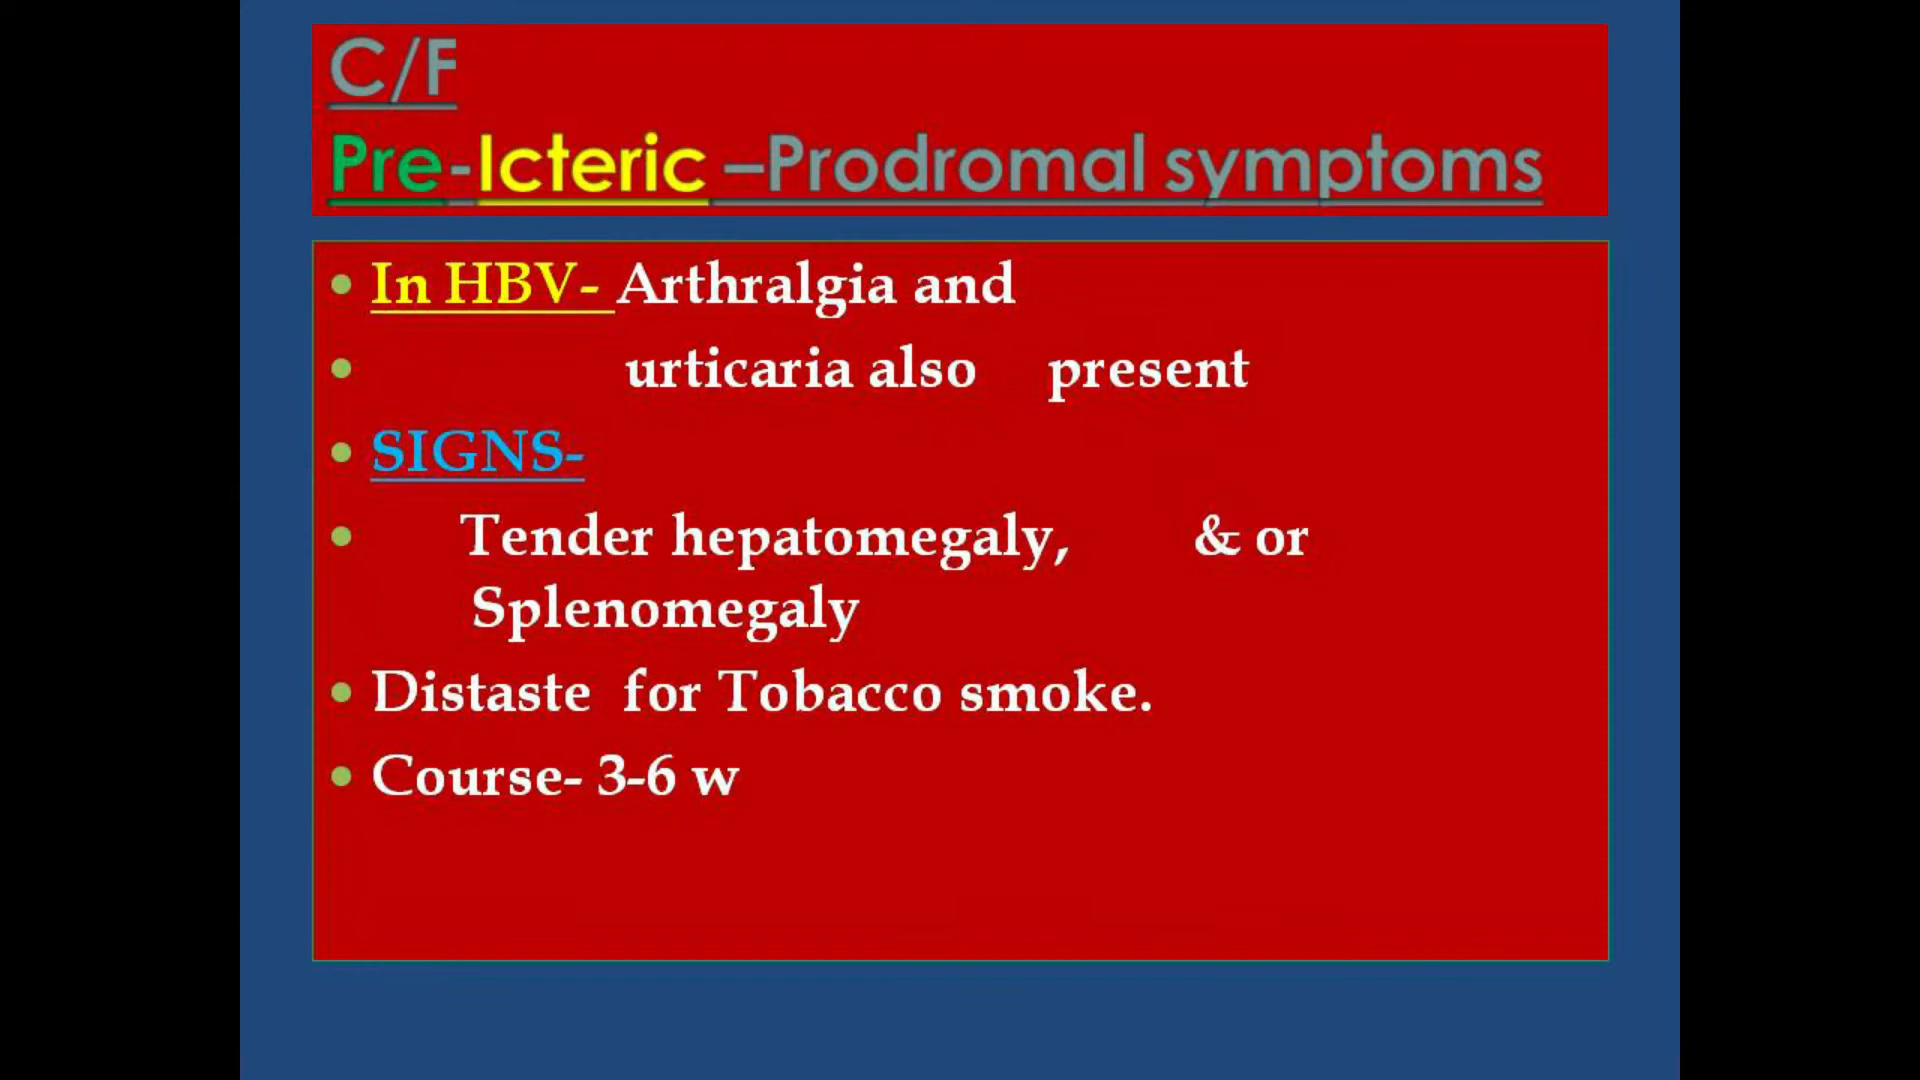 C/F
Pre-Icteric –Prodromal symptoms
• In HBV- Arthralgia and
• urticaria also present
• SIGNS-
• Tender hepatomegaly, & or
Splenomegaly
• Distaste for Tobacco smoke.
• Course- 3-6 w